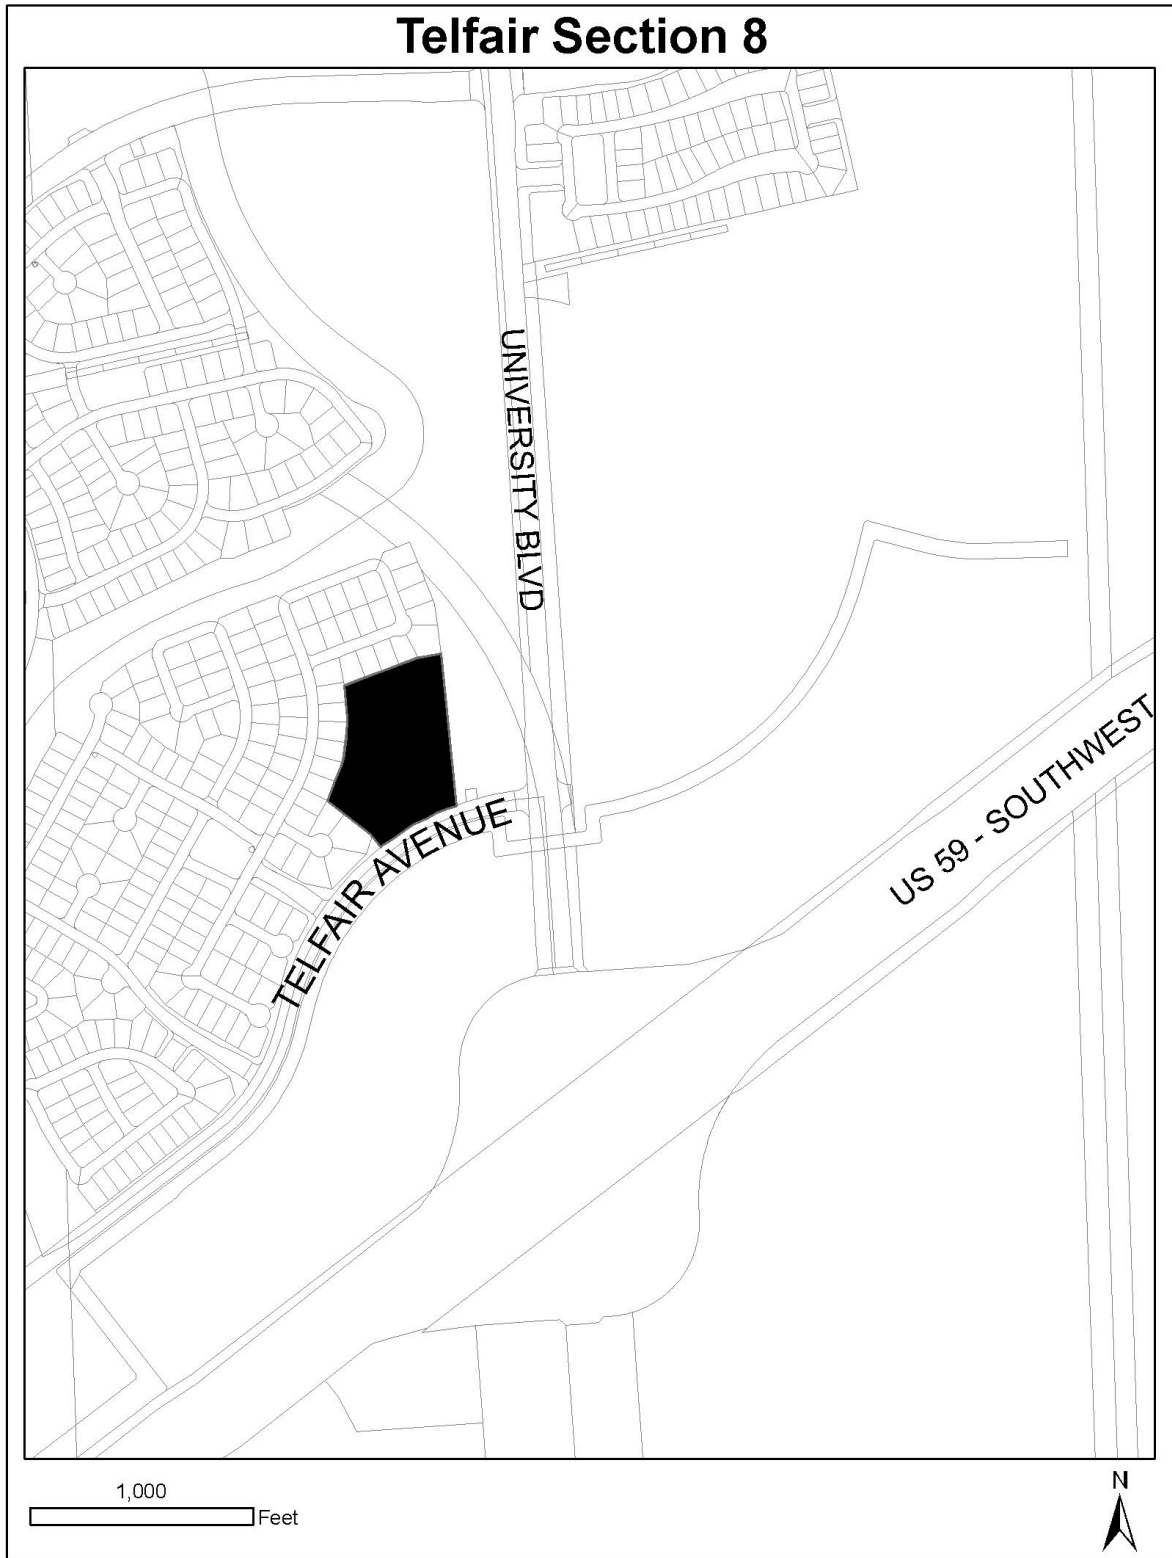 Telfair Section 8
UNIVERSITY BLVD
US 59 - SOUTHWEST
TELFAIR AVENUE
1,000
Feet
N